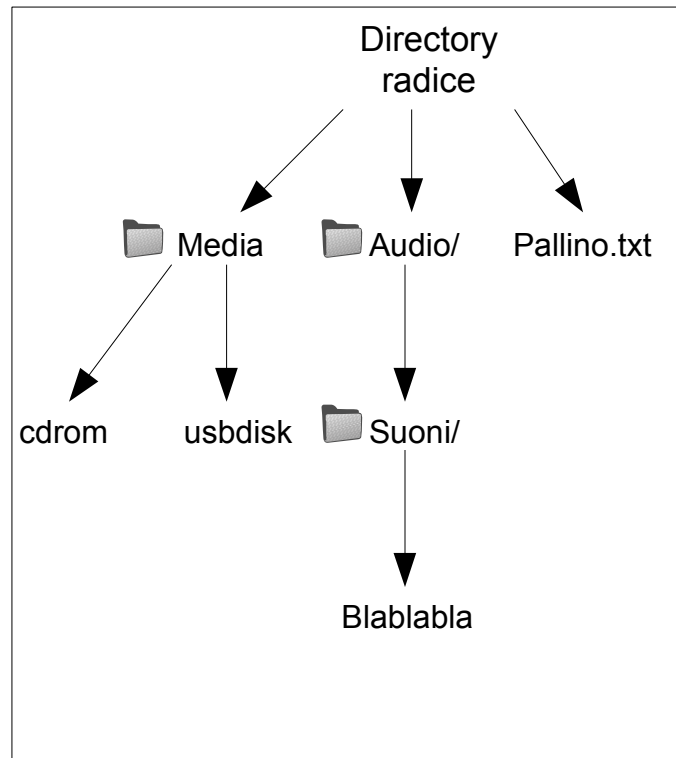 Directory
radice
Media
Audio/
Pallino.txt
cdrom
usbdisk
Suoni/
Blablabla